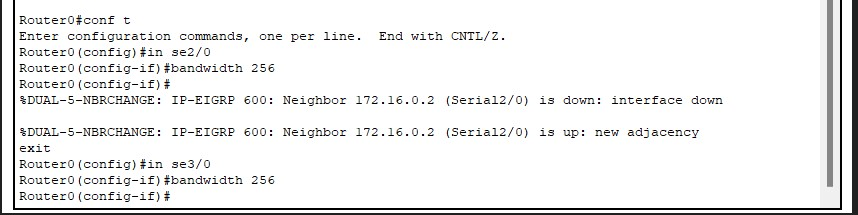 Router0#conf t
Enter configuration commands, one per line.  End with CNTL/Z.
Router0(config)#in se2/0
Router0(config-if)#bandwidth 256
Router0(config-if)#
%DUAL-5-NBRCHANGE: IP-EIGRP 600: Neighbor 172.16.0.2 (Serial2/0) is down: interface down
%DUAL-5-NBRCHANGE: IP-EIGRP 600: Neighbor 172.16.0.2 (Serial2/0) is up: new adjacency
exit
Router0(config)#in se3/0
Router0(config-if)#bandwidth 256
Router0(config-if)#